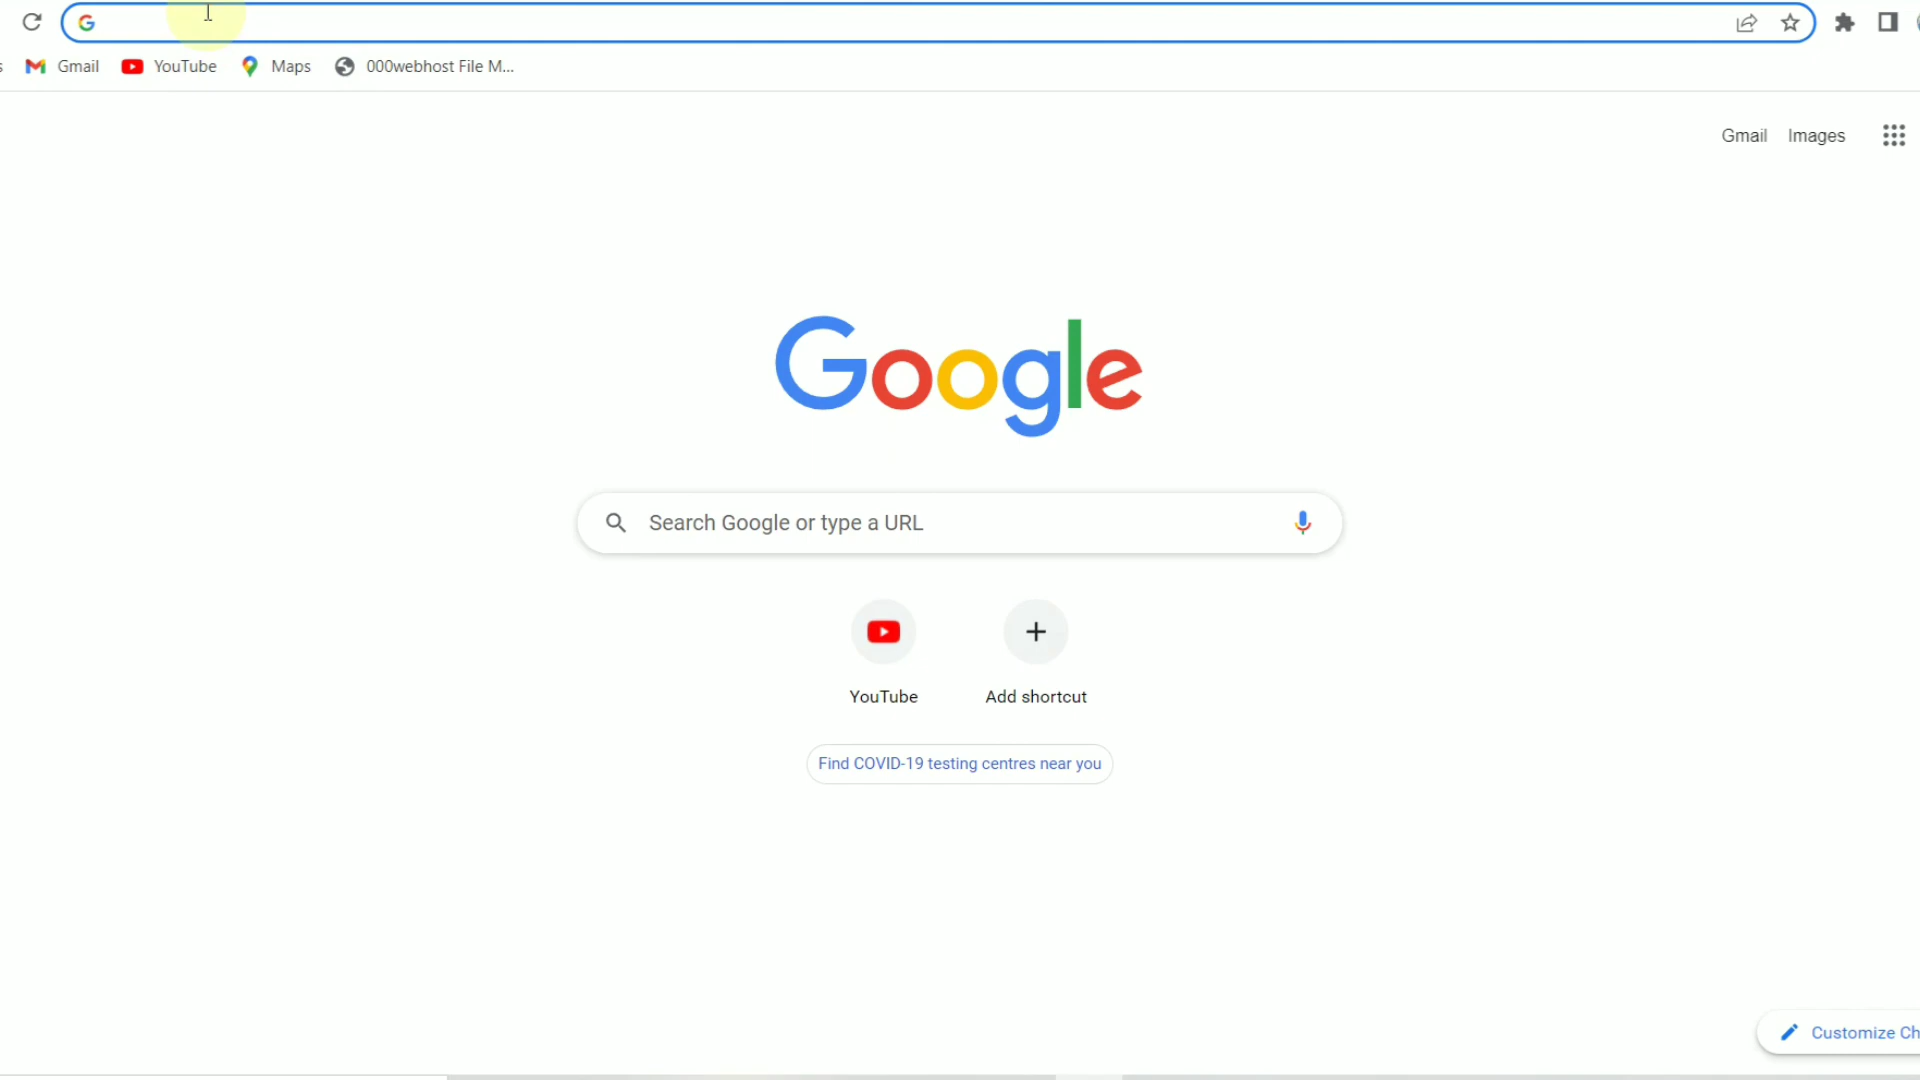 s Gmail YouTube Maps 000webhost File M...
Gmail Images
Google
Search Google or type a URL
YouTube Add shortcut
Find COVID-19 testing centres near you
Customize Ch